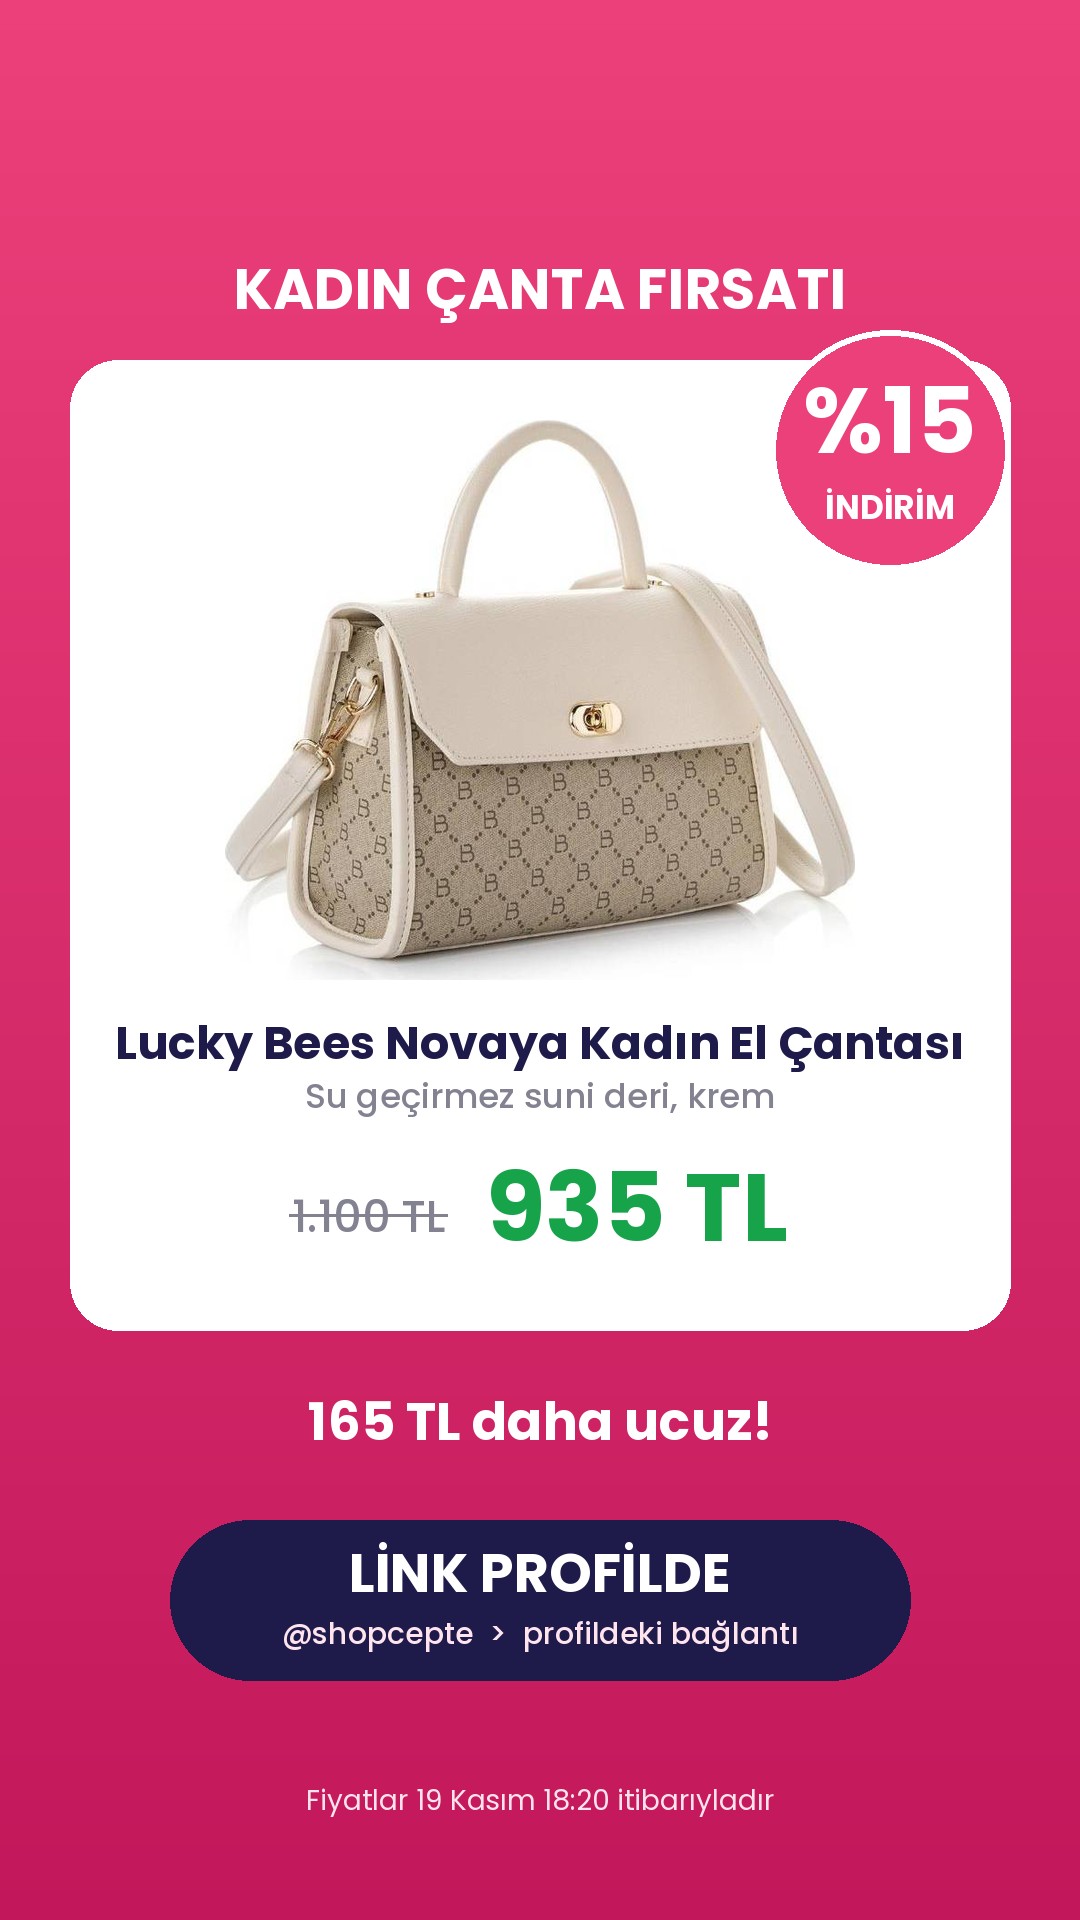 KADIN ÇANTA FIRSATI
%15
İNDİRİM
Lucky Bees Novaya Kadın El Çantası
Su geçirmez suni deri, krem
1.100 TL 935 TL
165 TL daha ucuz!
LİNK PROFİLDE
@shopcepte > profildeki bağlantı
Fiyatlar 19 Kasım 18:20 itibarıyladır